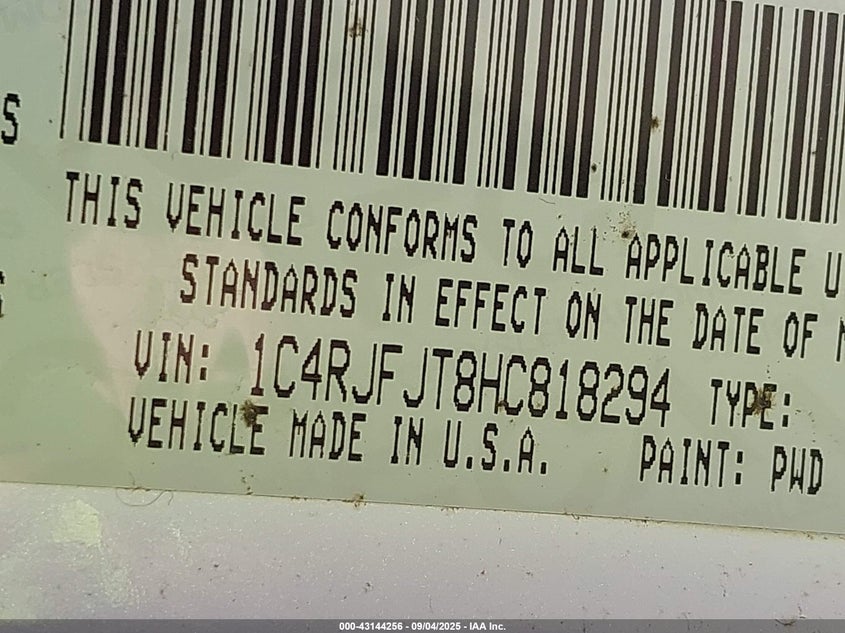 S
THIS VEHICLE CONFORMS TO ALL APPLICABLE U
STANDARDS IN EFFECT ON THE DATE OF M
VIN: 1C4RJFJT8HC818294 TYPE:
VEHICLE MADE IN U.S.A. PAINT: PWD
000-43144256 - 09/04/2025 - IAA Inc.